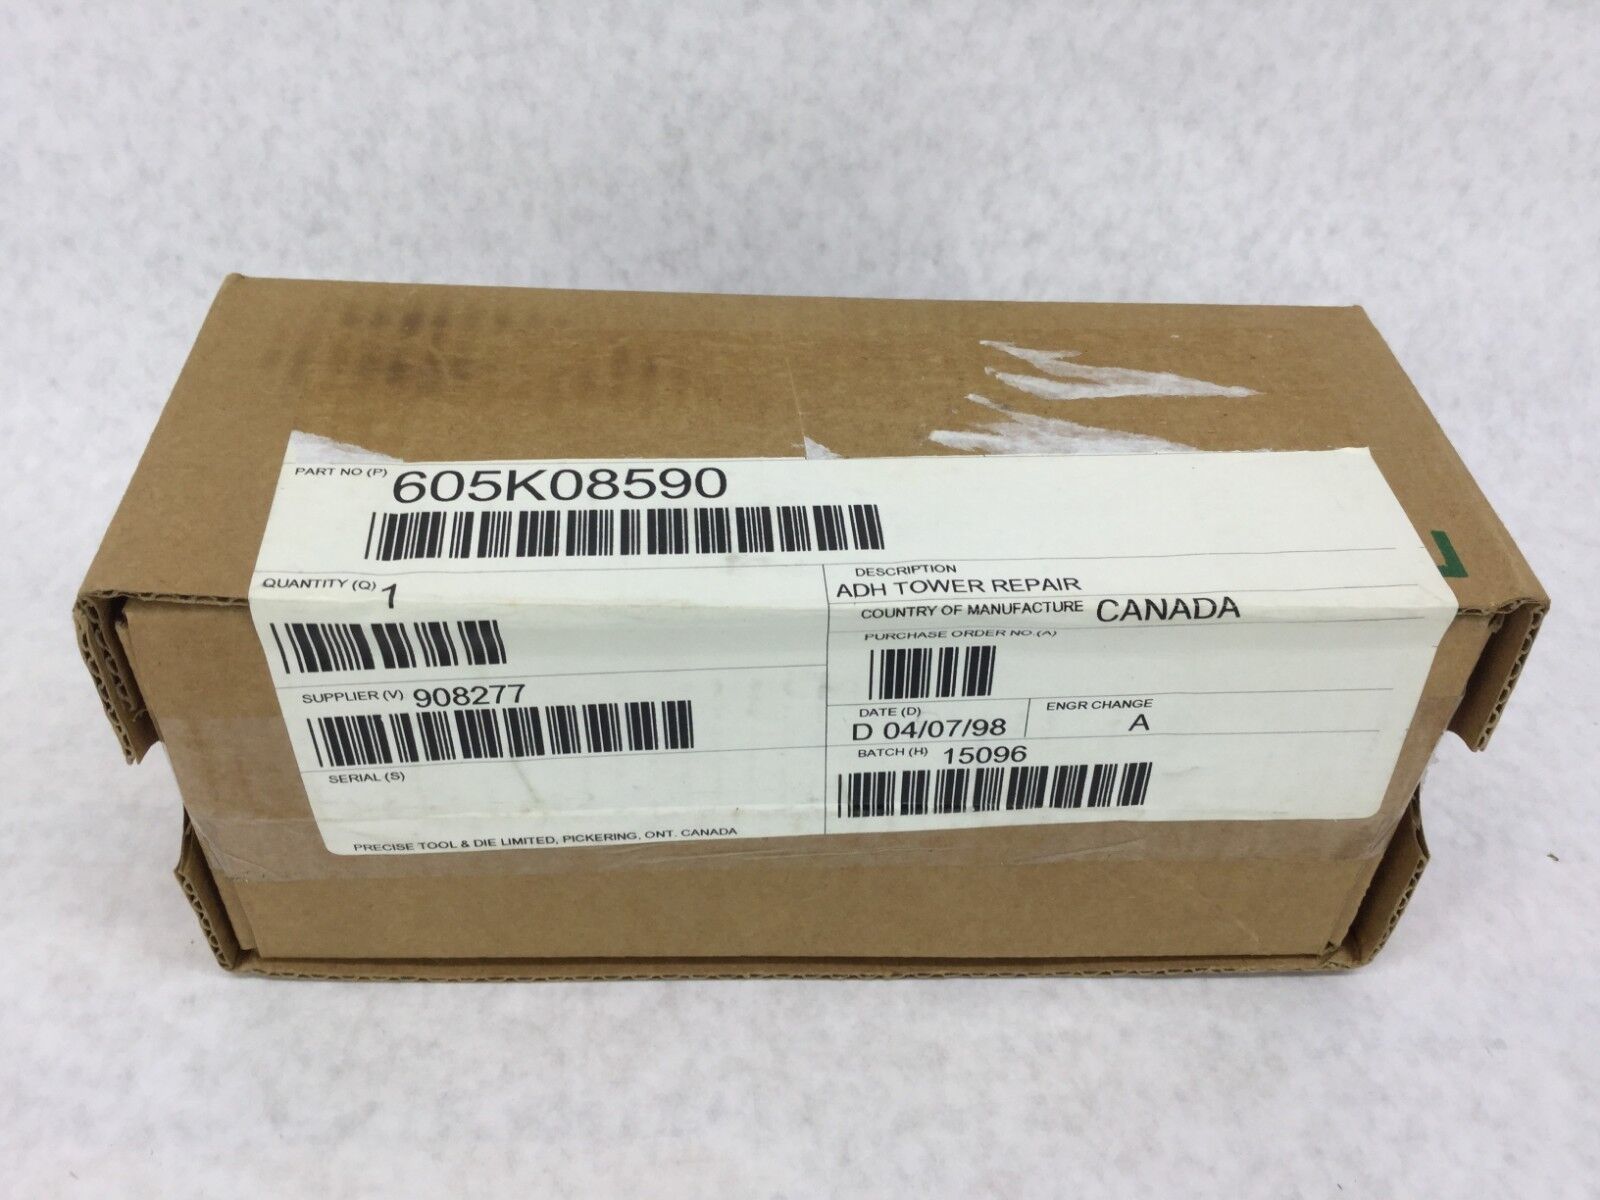 PART NO (P) 605K08590
QUANTITY (Q) 1
DESCRIPTION
ADH TOWER REPAIR
COUNTRY OF MANUFACTURE CANADA
PURCHASE ORDER NO.(A)
SUPPLIER (V) 908277
DATE (D)
D 04/07/98
ENGR CHANGE
A
BATCH (H) 15096
SERIAL (S)
PRECISE TOOL & DIE LIMITED, PICKERING, ONT. CANADA